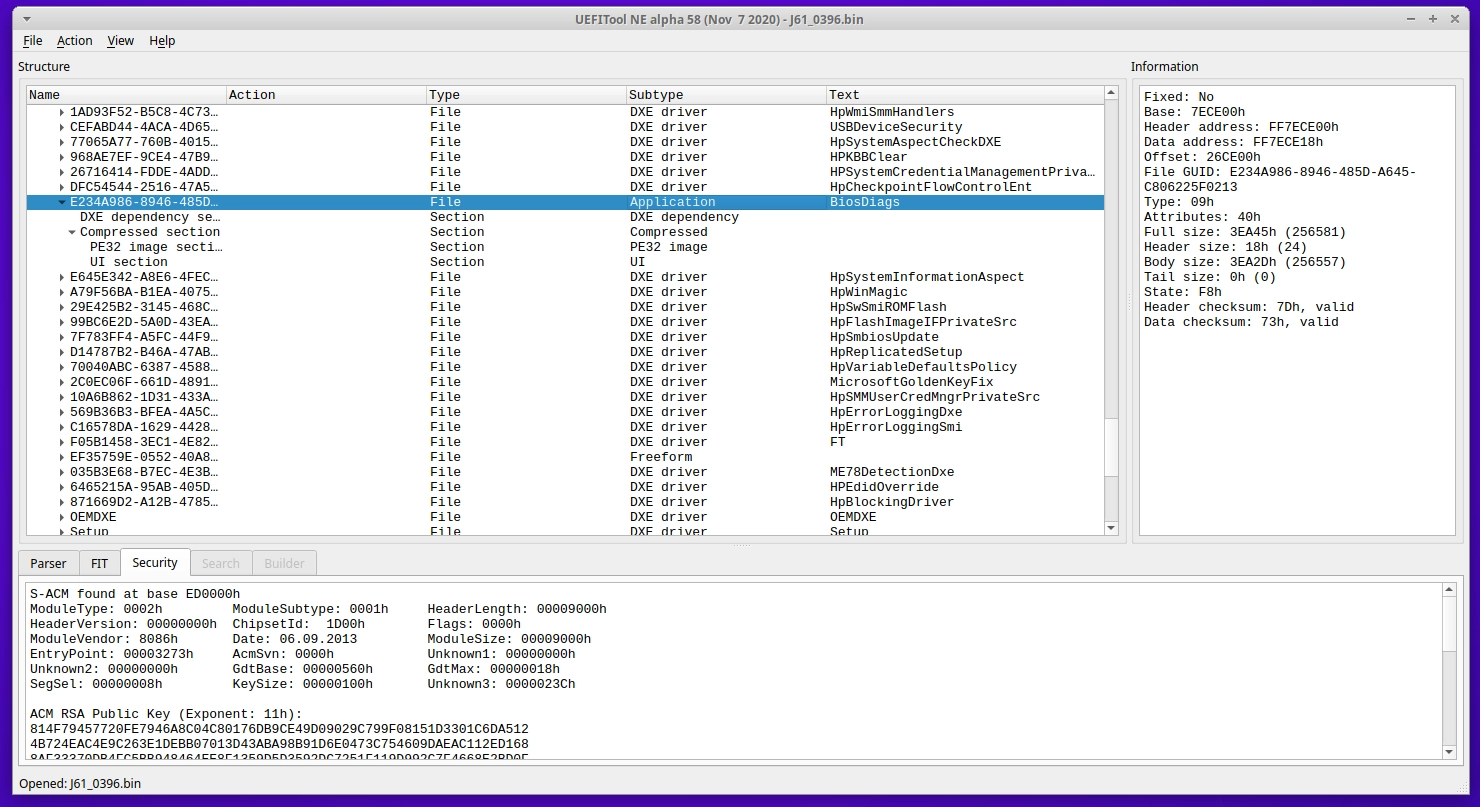 UEFITool NE alpha 58 (Nov  7 2020) - J61_0396.bin
File Action View Help
Structure
Name Action Type Subtype Text
1AD93F52-B5C8-4C73… File DXE driver HpWmiSmmHandlers
CEFABD44-4ACA-4D65… File DXE driver USBDeviceSecurity
77065A77-760B-4015… File DXE driver HpSystemAspectCheckDXE
968AE7EF-9CE4-47B9… File DXE driver HPKBBClear
26716414-FDDE-4ADD… File DXE driver HPSystemCredentialManagementPriva…
DFC54544-2516-47A5… File DXE driver HpCheckpointFlowControlEnt
E234A986-8946-485D… File Application BiosDiags
DXE dependency se… Section DXE dependency
Compressed section Section Compressed
PE32 image secti… Section PE32 image
UI section Section UI
E645E342-A8E6-4FEC… File DXE driver HpSystemInformationAspect
A79F56BA-B1EA-4075… File DXE driver HpWinMagic
29E425B2-3145-468C… File DXE driver HpSwSmiROMFlash
99BC6E2D-5A0D-43EA… File DXE driver HpFlashImageIFPrivateSrc
7F783FF4-A5FC-44F9… File DXE driver HpSmbiosUpdate
D14787B2-B46A-47AB… File DXE driver HpReplicatedSetup
70040ABC-6387-4588… File DXE driver HpVariableDefaultsPolicy
2C0EC06F-661D-4891… File DXE driver MicrosoftGoldenKeyFix
10A6B862-1D31-433A… File DXE driver HpSMMUserCredMngrPrivateSrc
569B36B3-BFEA-4A5C… File DXE driver HpErrorLoggingDxe
C16578DA-1629-4428… File DXE driver HpErrorLoggingSmi
F05B1458-3EC1-4E82… File DXE driver FT
EF35759E-0552-40A8… File Freeform
035B3E68-B7EC-4E3B… File DXE driver ME78DetectionDxe
6465215A-95AB-405D… File DXE driver HPEdidOverride
871669D2-A12B-4785… File DXE driver HpBlockingDriver
OEMDXE File DXE driver OEMDXE
Setup File DXE driver Setup
Information
Fixed: No
Base: 7ECE00h
Header address: FF7ECE00h
Data address: FF7ECE18h
Offset: 26CE00h
File GUID: E234A986-8946-485D-A645-
C806225F0213
Type: 09h
Attributes: 40h
Full size: 3EA45h (256581)
Header size: 18h (24)
Body size: 3EA2Dh (256557)
Tail size: 0h (0)
State: F8h
Header checksum: 7Dh, valid
Data checksum: 73h, valid
Parser FIT Security Search Builder
S-ACM found at base ED0000h
ModuleType: 0002h ModuleSubtype: 0001h HeaderLength: 00009000h
HeaderVersion: 00000000h ChipsetId:  1D00h Flags: 0000h
ModuleVendor: 8086h Date: 06.09.2013 ModuleSize: 00009000h
EntryPoint: 00003273h AcmSvn: 0000h Unknown1: 00000000h
Unknown2: 00000000h GdtBase: 00000560h GdtMax: 00000018h
SegSel: 00000008h KeySize: 00000100h Unknown3: 0000023Ch
ACM RSA Public Key (Exponent: 11h):
814F79457720FE7946A8C04C80176DB9CE49D09029C799F08151D3301C6DA512
4B724EAC4E9C263E1DEBB07013D43ABA98B91D6E0473C754609DAEAC112ED168
Opened: J61_0396.bin